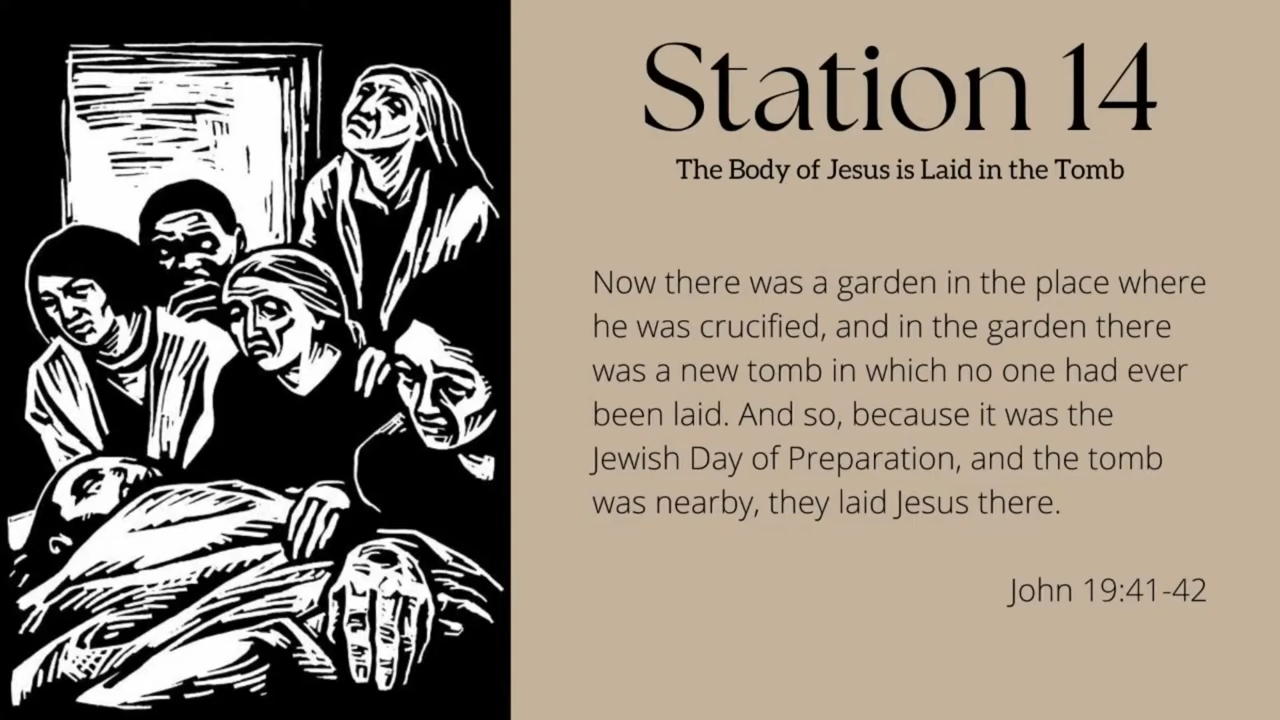 Station 14
The Body of Jesus is Laid in the Tomb
Now there was a garden in the place where
he was crucified, and in the garden there
was a new tomb in which no one had ever
been laid. And so, because it was the
Jewish Day of Preparation, and the tomb
was nearby, they laid Jesus there.
John 19:41-42